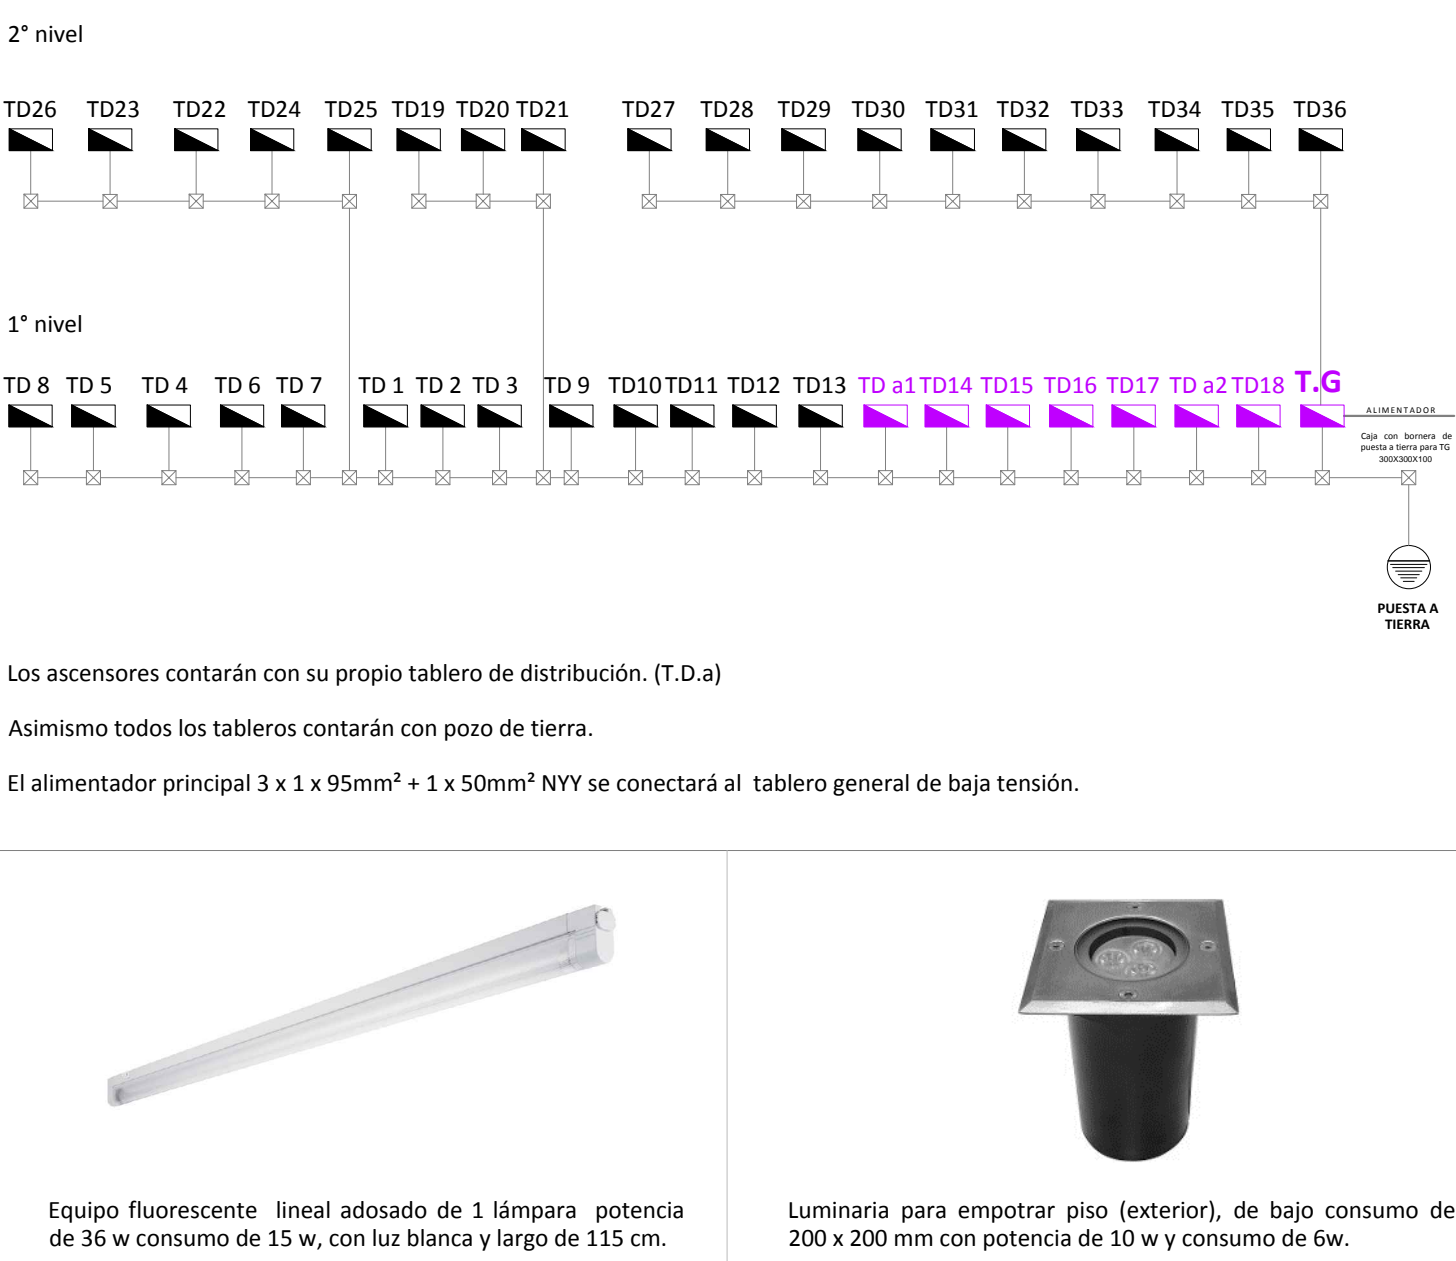 2° nivel
TD26 TD23 TD22 TD24 TD25 TD19 TD20 TD21 TD27 TD28 TD29 TD30 TD31 TD32 TD33 TD34 TD35 TD36
1° nivel
TD 8 TD 5 TD 4 TD 6 TD 7 TD 1 TD 2 TD 3 TD 9 TD10 TD11 TD12 TD13 TD a1 TD14 TD15 TD16 TD17 TD a2 TD18 T.G
ALIMENTADOR
Caja con bornera de
puesta a tierra para TG
300X300X100
PUESTA A
TIERRA
Los ascensores contarán con su propio tablero de distribución. (T.D.a)
Asimismo todos los tableros contarán con pozo de tierra.
El alimentador principal 3 x 1 x 95mm² + 1 x 50mm² NYY se conectará al tablero general de baja tensión.
Equipo fluorescente lineal adosado de 1 lámpara potencia
de 36 w consumo de 15 w, con luz blanca y largo de 115 cm.
Luminaria para empotrar piso (exterior), de bajo consumo de
200 x 200 mm con potencia de 10 w y consumo de 6w.